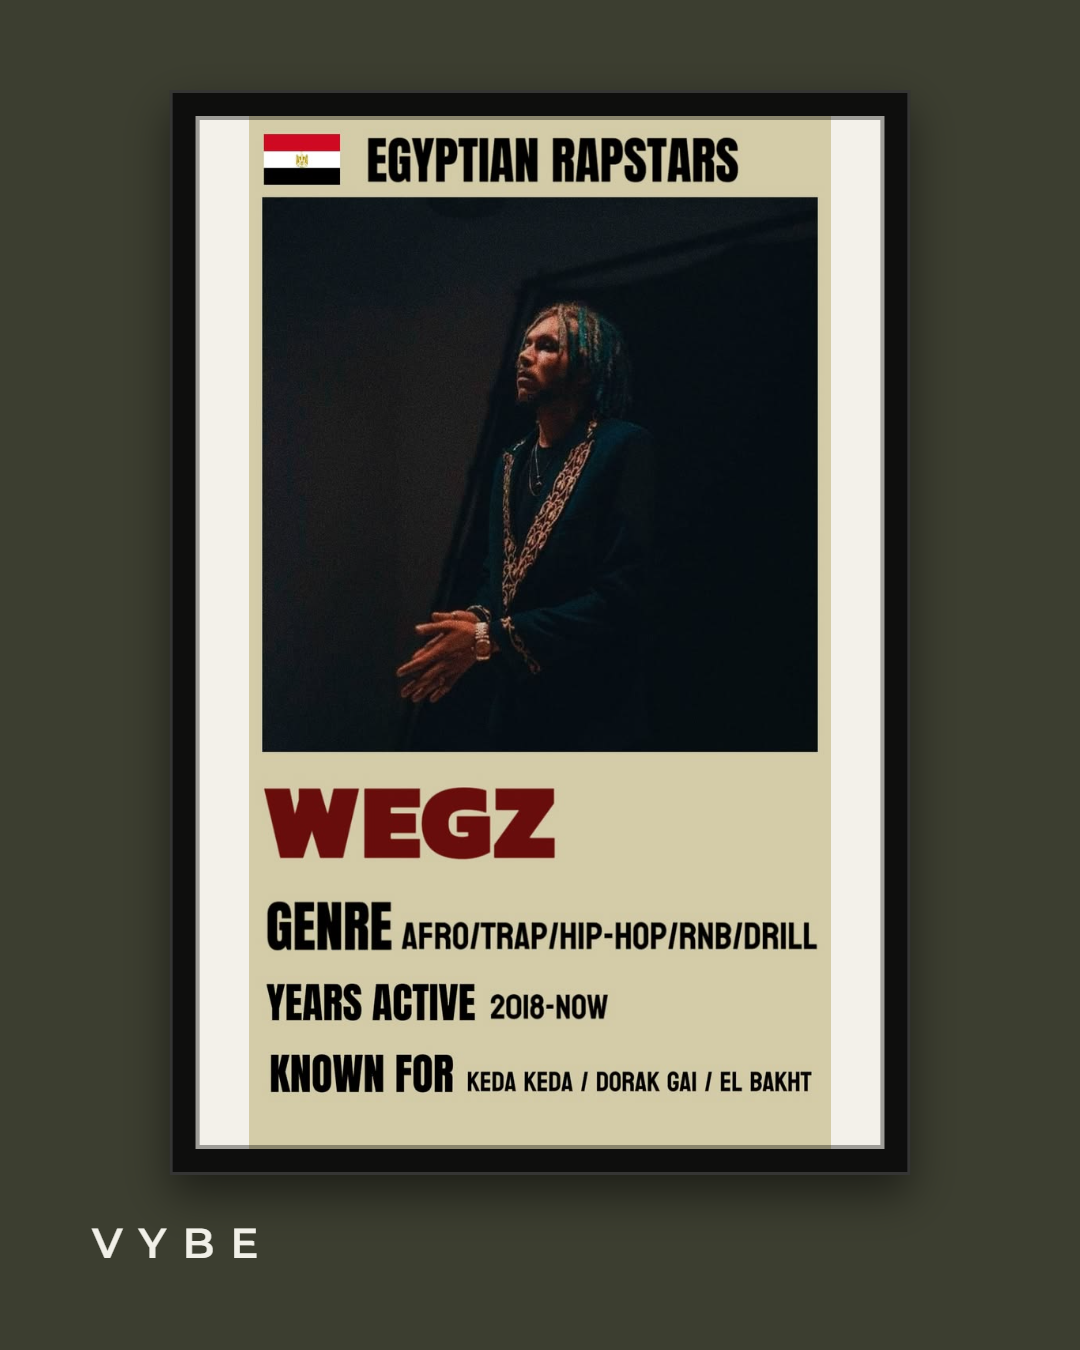 EGYPTIAN RAPSTARS
WEGZ
GENRE AFRO/TRAP/HIP-HOP/RNB/DRILL
YEARS ACTIVE 2018-NOW
KNOWN FOR KEDA KEDA / DORAK GAI / EL BAKHT
VYBE